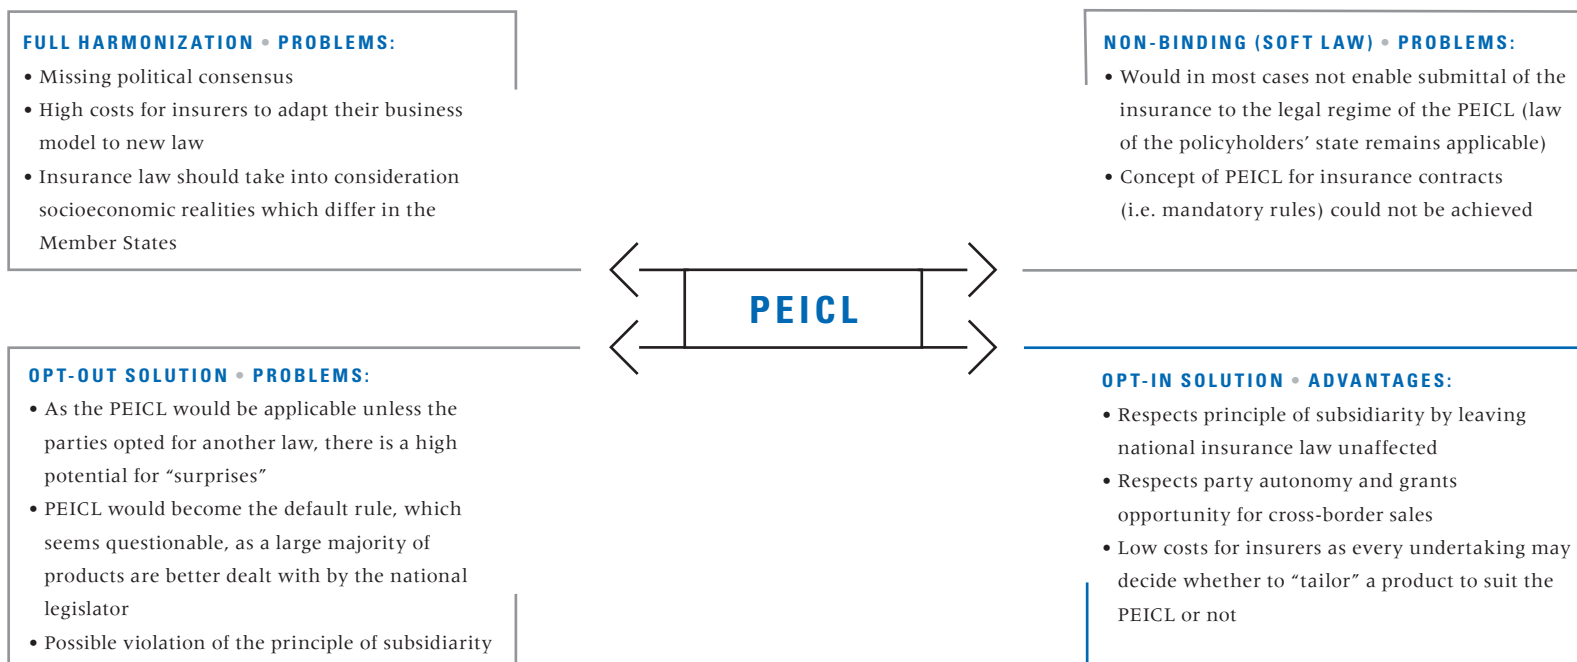 FULL HARMONIZATION • PROBLEMS:
• Missing political consensus
• High costs for insurers to adapt their business
model to new law
• Insurance law should take into consideration
socioeconomic realities which differ in the
Member States
NON-BINDING (SOFT LAW) • PROBLEMS:
• Would in most cases not enable submittal of the
insurance to the legal regime of the PEICL (law
of the policyholders’ state remains applicable)
• Concept of PEICL for insurance contracts
(i.e. mandatory rules) could not be achieved
PEICL
OPT-OUT SOLUTION • PROBLEMS:
• As the PEICL would be applicable unless the
parties opted for another law, there is a high
potential for “surprises”
• PEICL would become the default rule, which
seems questionable, as a large majority of
products are better dealt with by the national
legislator
• Possible violation of the principle of subsidiarity
OPT-IN SOLUTION • ADVANTAGES:
• Respects principle of subsidiarity by leaving
national insurance law unaffected
• Respects party autonomy and grants
opportunity for cross-border sales
• Low costs for insurers as every undertaking may
decide whether to “tailor” a product to suit the
PEICL or not